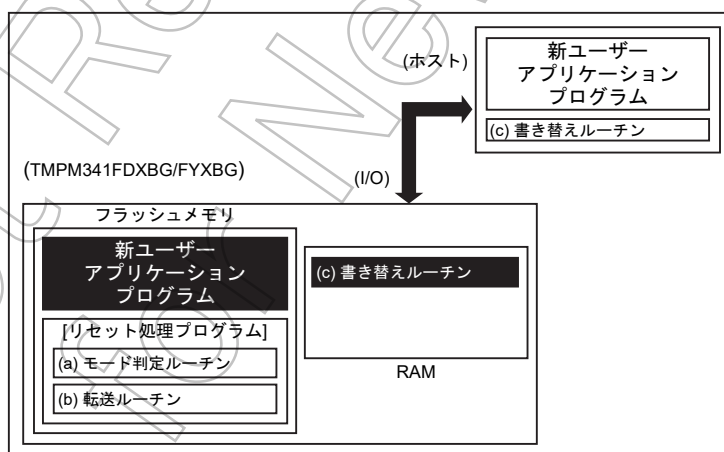 (ホスト)
新ユーザー
アプリケーション
プログラム
(c) 書き替えルーチン
(TMPM341FDXBG/FYXBG)
(I/O)
フラッシュメモリ
新ユーザー
アプリケーション
プログラム
[リセット処理プログラム]
(a) モード判定ルーチン
(b) 転送ルーチン
(c) 書き替えルーチン
RAM